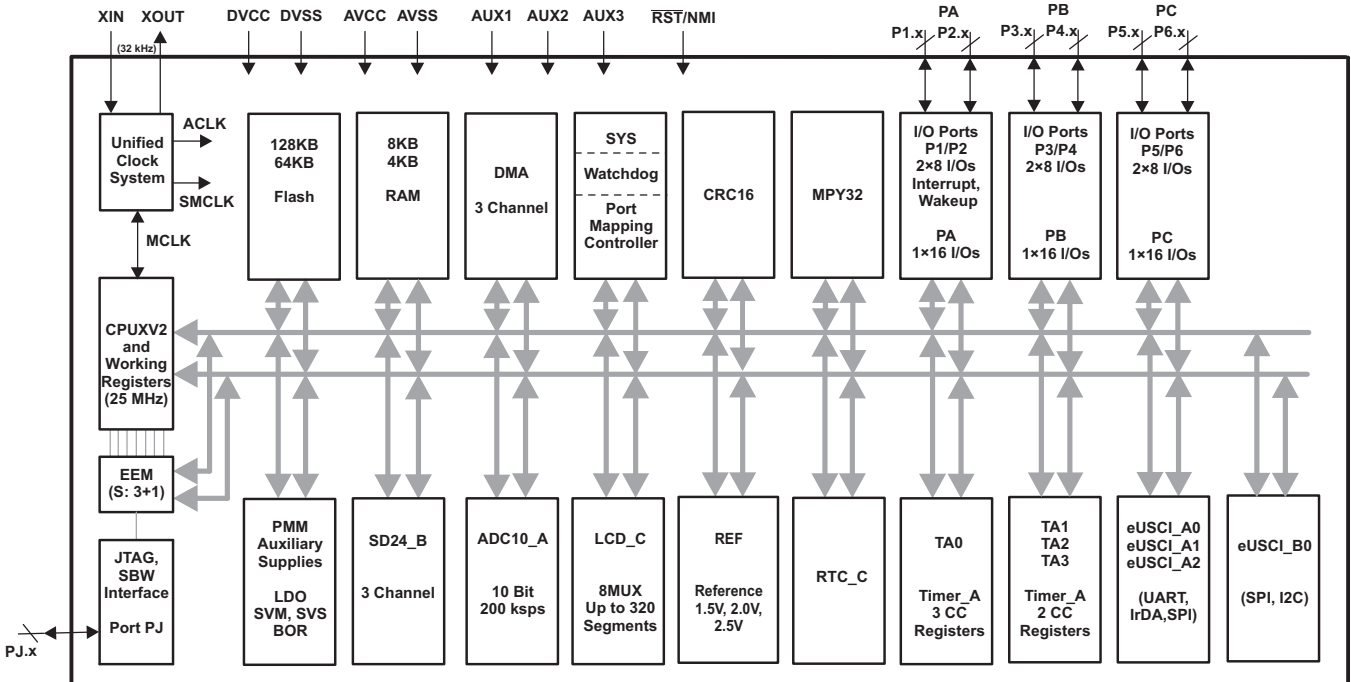 XIN XOUT DVCC DVSS AVCC AVSS AUX1 AUX2 AUX3 RST/NMI
(32 kHz)
PA
P1.x P2.x
PB
P3.x P4.x
PC
P5.x P6.x
Unified
Clock
System
ACLK
SMCLK
MCLK
128KB
64KB
Flash
8KB
4KB
RAM
DMA
3 Channel
SYS
Watchdog
Port
Mapping
Controller
CRC16
MPY32
I/O Ports
P1/P2
2×8 I/Os
Interrupt,
Wakeup
PA
1×16 I/Os
I/O Ports
P3/P4
2×8 I/Os
PB
1×16 I/Os
I/O Ports
P5/P6
2×8 I/Os
PC
1×16 I/Os
CPUXV2
and
Working
Registers
(25 MHz)
EEM
(S: 3+1)
JTAG,
SBW
Interface
Port PJ
PJ.x
PMM
Auxiliary
Supplies
LDO
SVM, SVS
BOR
SD24_B
3 Channel
ADC10_A
10 Bit
200 ksps
LCD_C
8MUX
Up to 320
Segments
REF
Reference
1.5V, 2.0V,
2.5V
RTC_C
TA0
Timer_A
3 CC
Registers
TA1
TA2
TA3
Timer_A
2 CC
Registers
eUSCI_A0
eUSCI_A1
eUSCI_A2
(UART,
IrDA,SPI)
eUSCI_B0
(SPI, I2C)